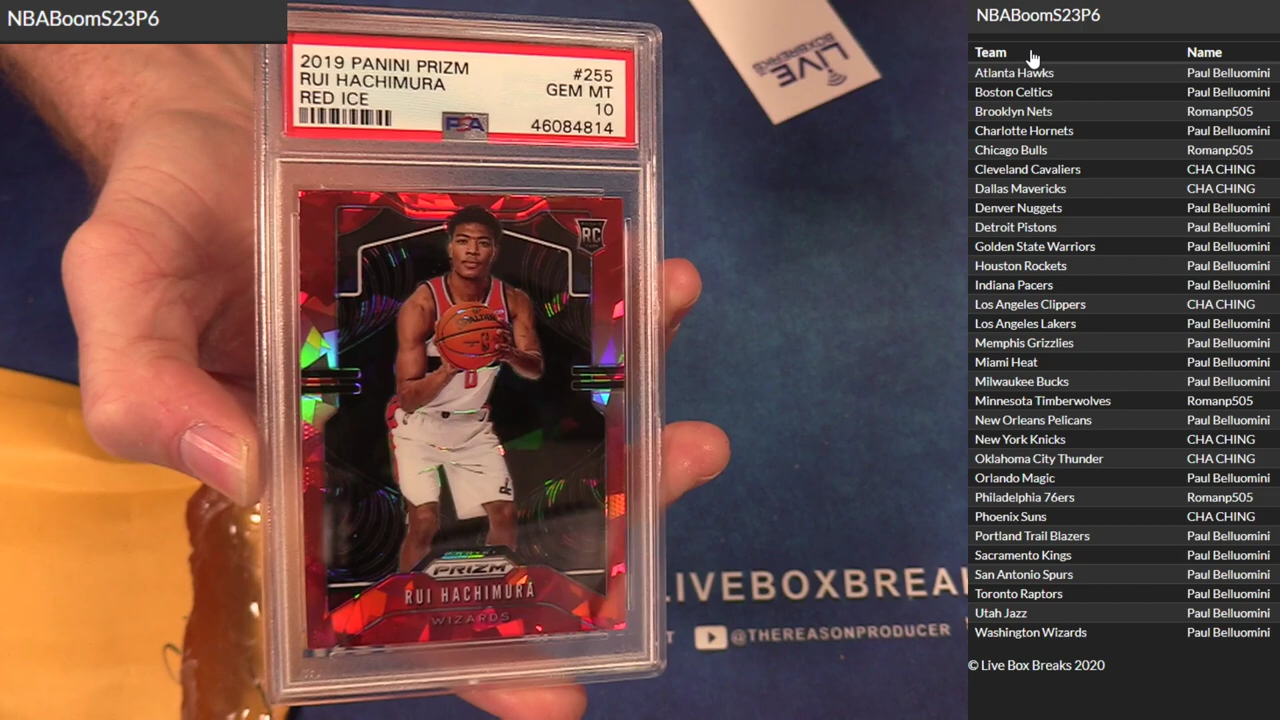 NBABoomS23P6
2019 PANINI PRIZM
#255
RUI HACHIMURA
GEM MT
RED ICE
10
46084814
PSA
LIVE
BOXBREAKS
RC
PRIZM
RUI HACHIMURA
WIZARDS
LIVEBOXBREA
@THEREASONPRODUCER
NBABoomS23P6
Team Name
Atlanta Hawks Paul Belluomini
Boston Celtics Paul Belluomini
Brooklyn Nets Romanp505
Charlotte Hornets Paul Belluomini
Chicago Bulls Romanp505
Cleveland Cavaliers CHA CHING
Dallas Mavericks CHA CHING
Denver Nuggets Paul Belluomini
Detroit Pistons Paul Belluomini
Golden State Warriors Paul Belluomini
Houston Rockets Paul Belluomini
Indiana Pacers Paul Belluomini
Los Angeles Clippers CHA CHING
Los Angeles Lakers Paul Belluomini
Memphis Grizzlies Paul Belluomini
Miami Heat Paul Belluomini
Milwaukee Bucks Paul Belluomini
Minnesota Timberwolves Romanp505
New Orleans Pelicans Paul Belluomini
New York Knicks CHA CHING
Oklahoma City Thunder CHA CHING
Orlando Magic Paul Belluomini
Philadelphia 76ers Romanp505
Phoenix Suns CHA CHING
Portland Trail Blazers Paul Belluomini
Sacramento Kings Paul Belluomini
San Antonio Spurs Paul Belluomini
Toronto Raptors Paul Belluomini
Utah Jazz Paul Belluomini
Washington Wizards Paul Belluomini
© Live Box Breaks 2020